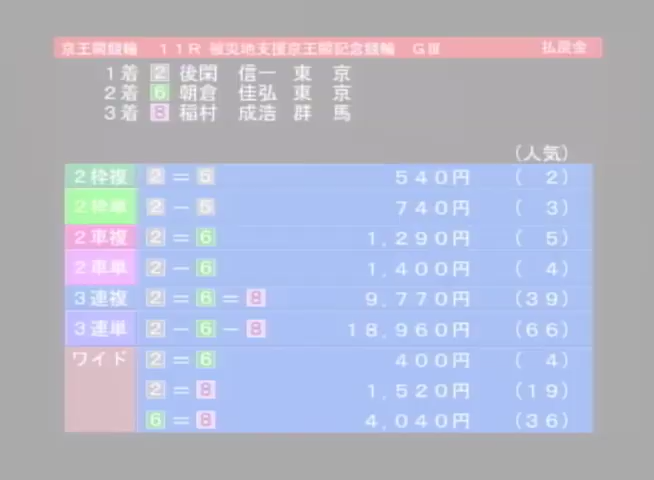 京王閣競輪 11R 被災地支援京王閣記念競輪 GⅢ 払戻金
1着 2 後閑 信一 東 京
2着 6 朝倉 佳弘 東 京
3着 8 稲村 成浩 群 馬
(人気)
2枠複 2=5 540円 ( 2)
2枠単 2-5 740円 ( 3)
2車複 2=6 1,290円 ( 5)
2車単 2-6 1,400円 ( 4)
3連複 2=6=8 9,770円 (39)
3連単 2-6-8 18,960円 (66)
ワイド 2=6 400円 ( 4)
2=8 1,520円 (19)
6=8 4,040円 (36)